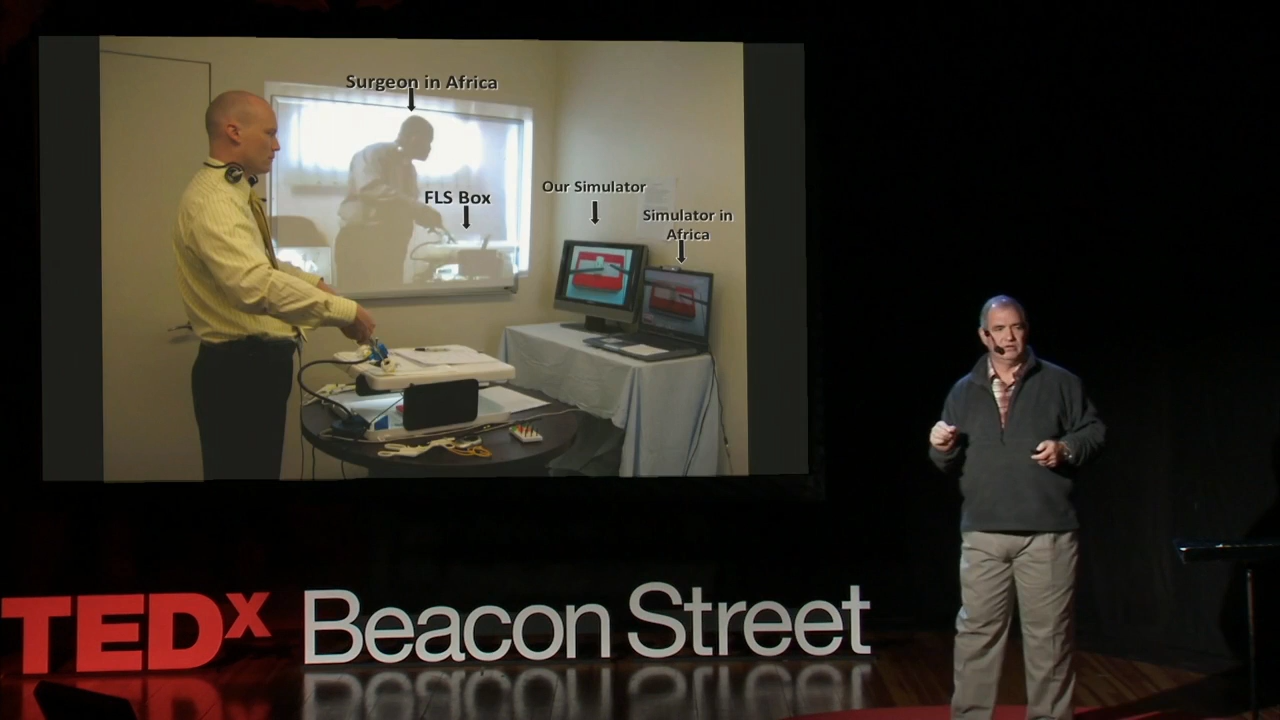 Surgeon in Africa
FLS Box
Our Simulator
Simulator in
Africa
TEDx Beacon Street